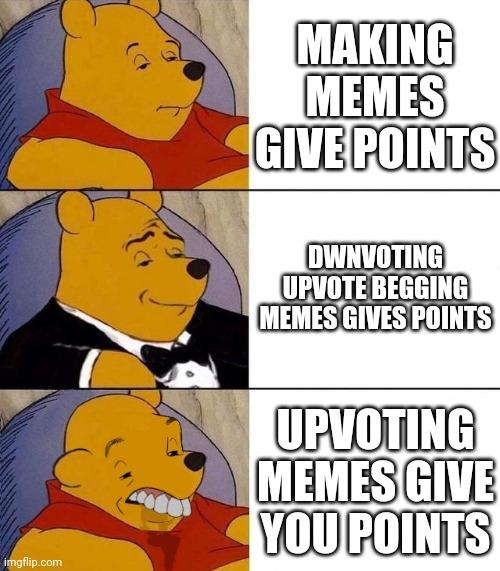 MAKING
MEMES
GIVE POINTS
DWNVOTING
UPVOTE BEGGING
MEMES GIVES POINTS
UPVOTING
MEMES GIVE
YOU POINTS
imgflip.com